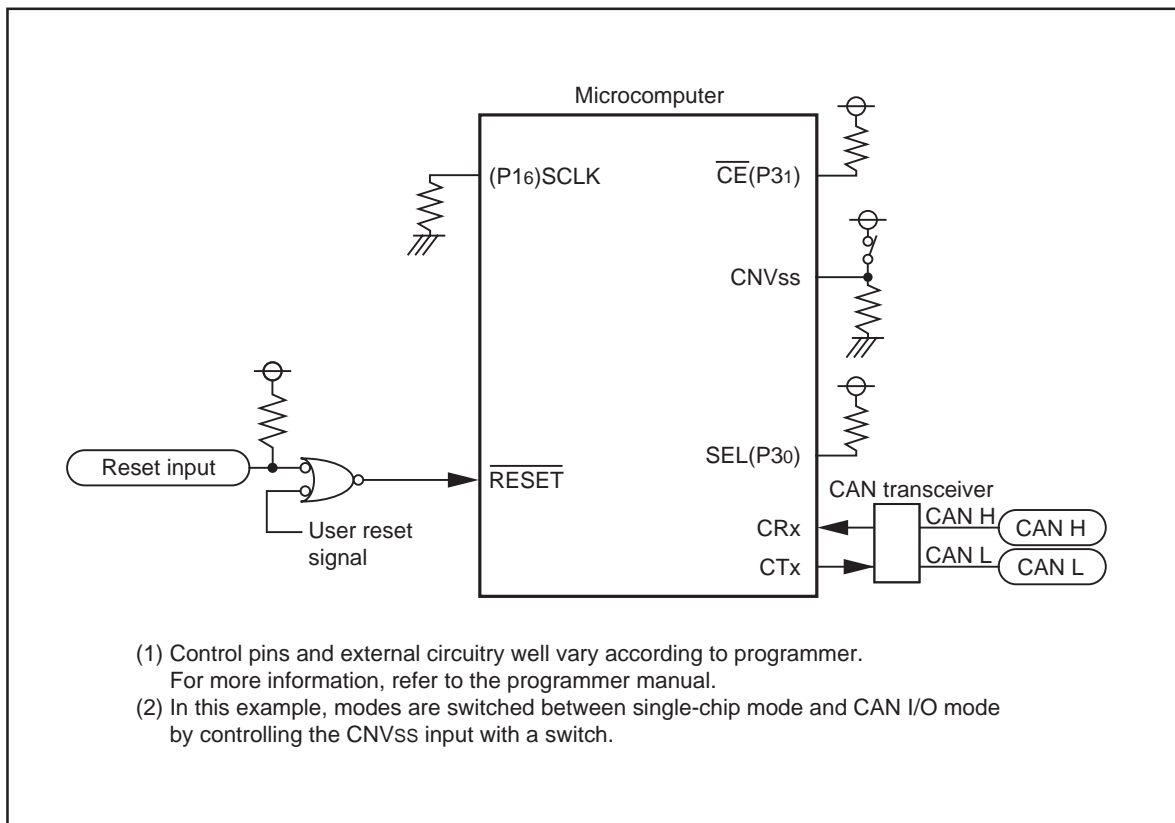 Microcomputer
(P16)SCLK
CE(P31)
CNVss
Reset input
RESET
SEL(P30)
User reset
signal
CAN transceiver
CRx
CAN H
CAN H
CTx
CAN L
CAN L
(1) Control pins and external circuitry well vary according to programmer.
For more information, refer to the programmer manual.
(2) In this example, modes are switched between single-chip mode and CAN I/O mode
by controlling the CNVSS input with a switch.